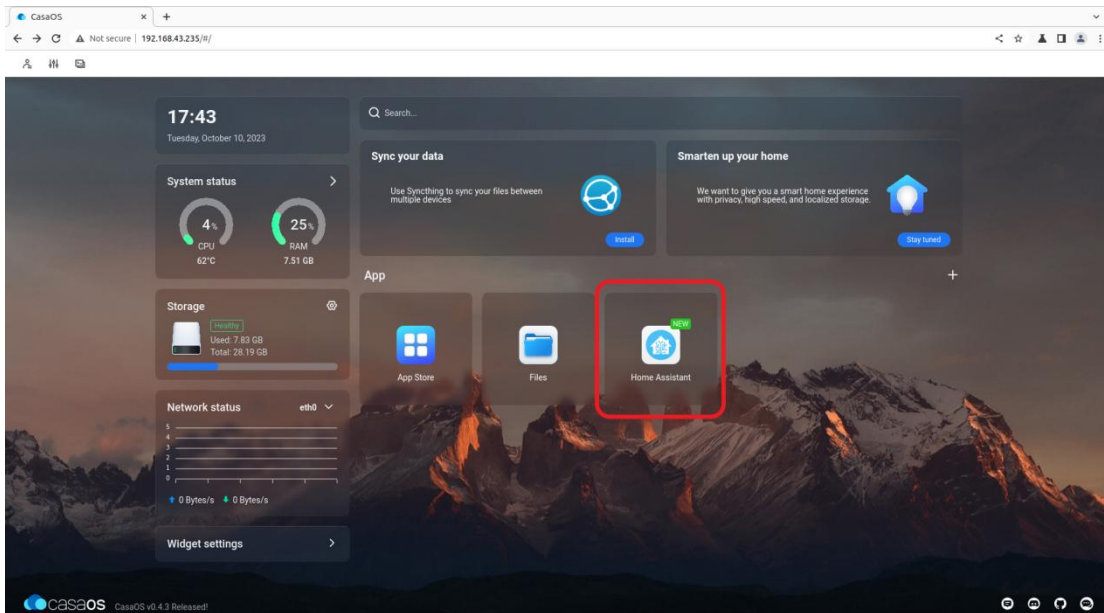 CasaOS
Not secure | 192.168.43.235/#/
17:43
Tuesday, October 10, 2023
Search...
System status
4%
CPU
62°C
25%
RAM
7.51 GB
Sync your data
Use Syncthing to sync your files between
multiple devices
Install
Smarten up your home
We want to give you a smart home experience
with privacy, high speed, and localized storage.
Stay tuned
App
NEW
App Store
Files
Home Assistant
Storage
Healthy
Used: 7.83 GB
Total: 28.19 GB
Network status
eth0
5
4
3
2
1
0
0 Bytes/s
0 Bytes/s
Widget settings
CasaOS
CasaOS v0.4.3 Released!